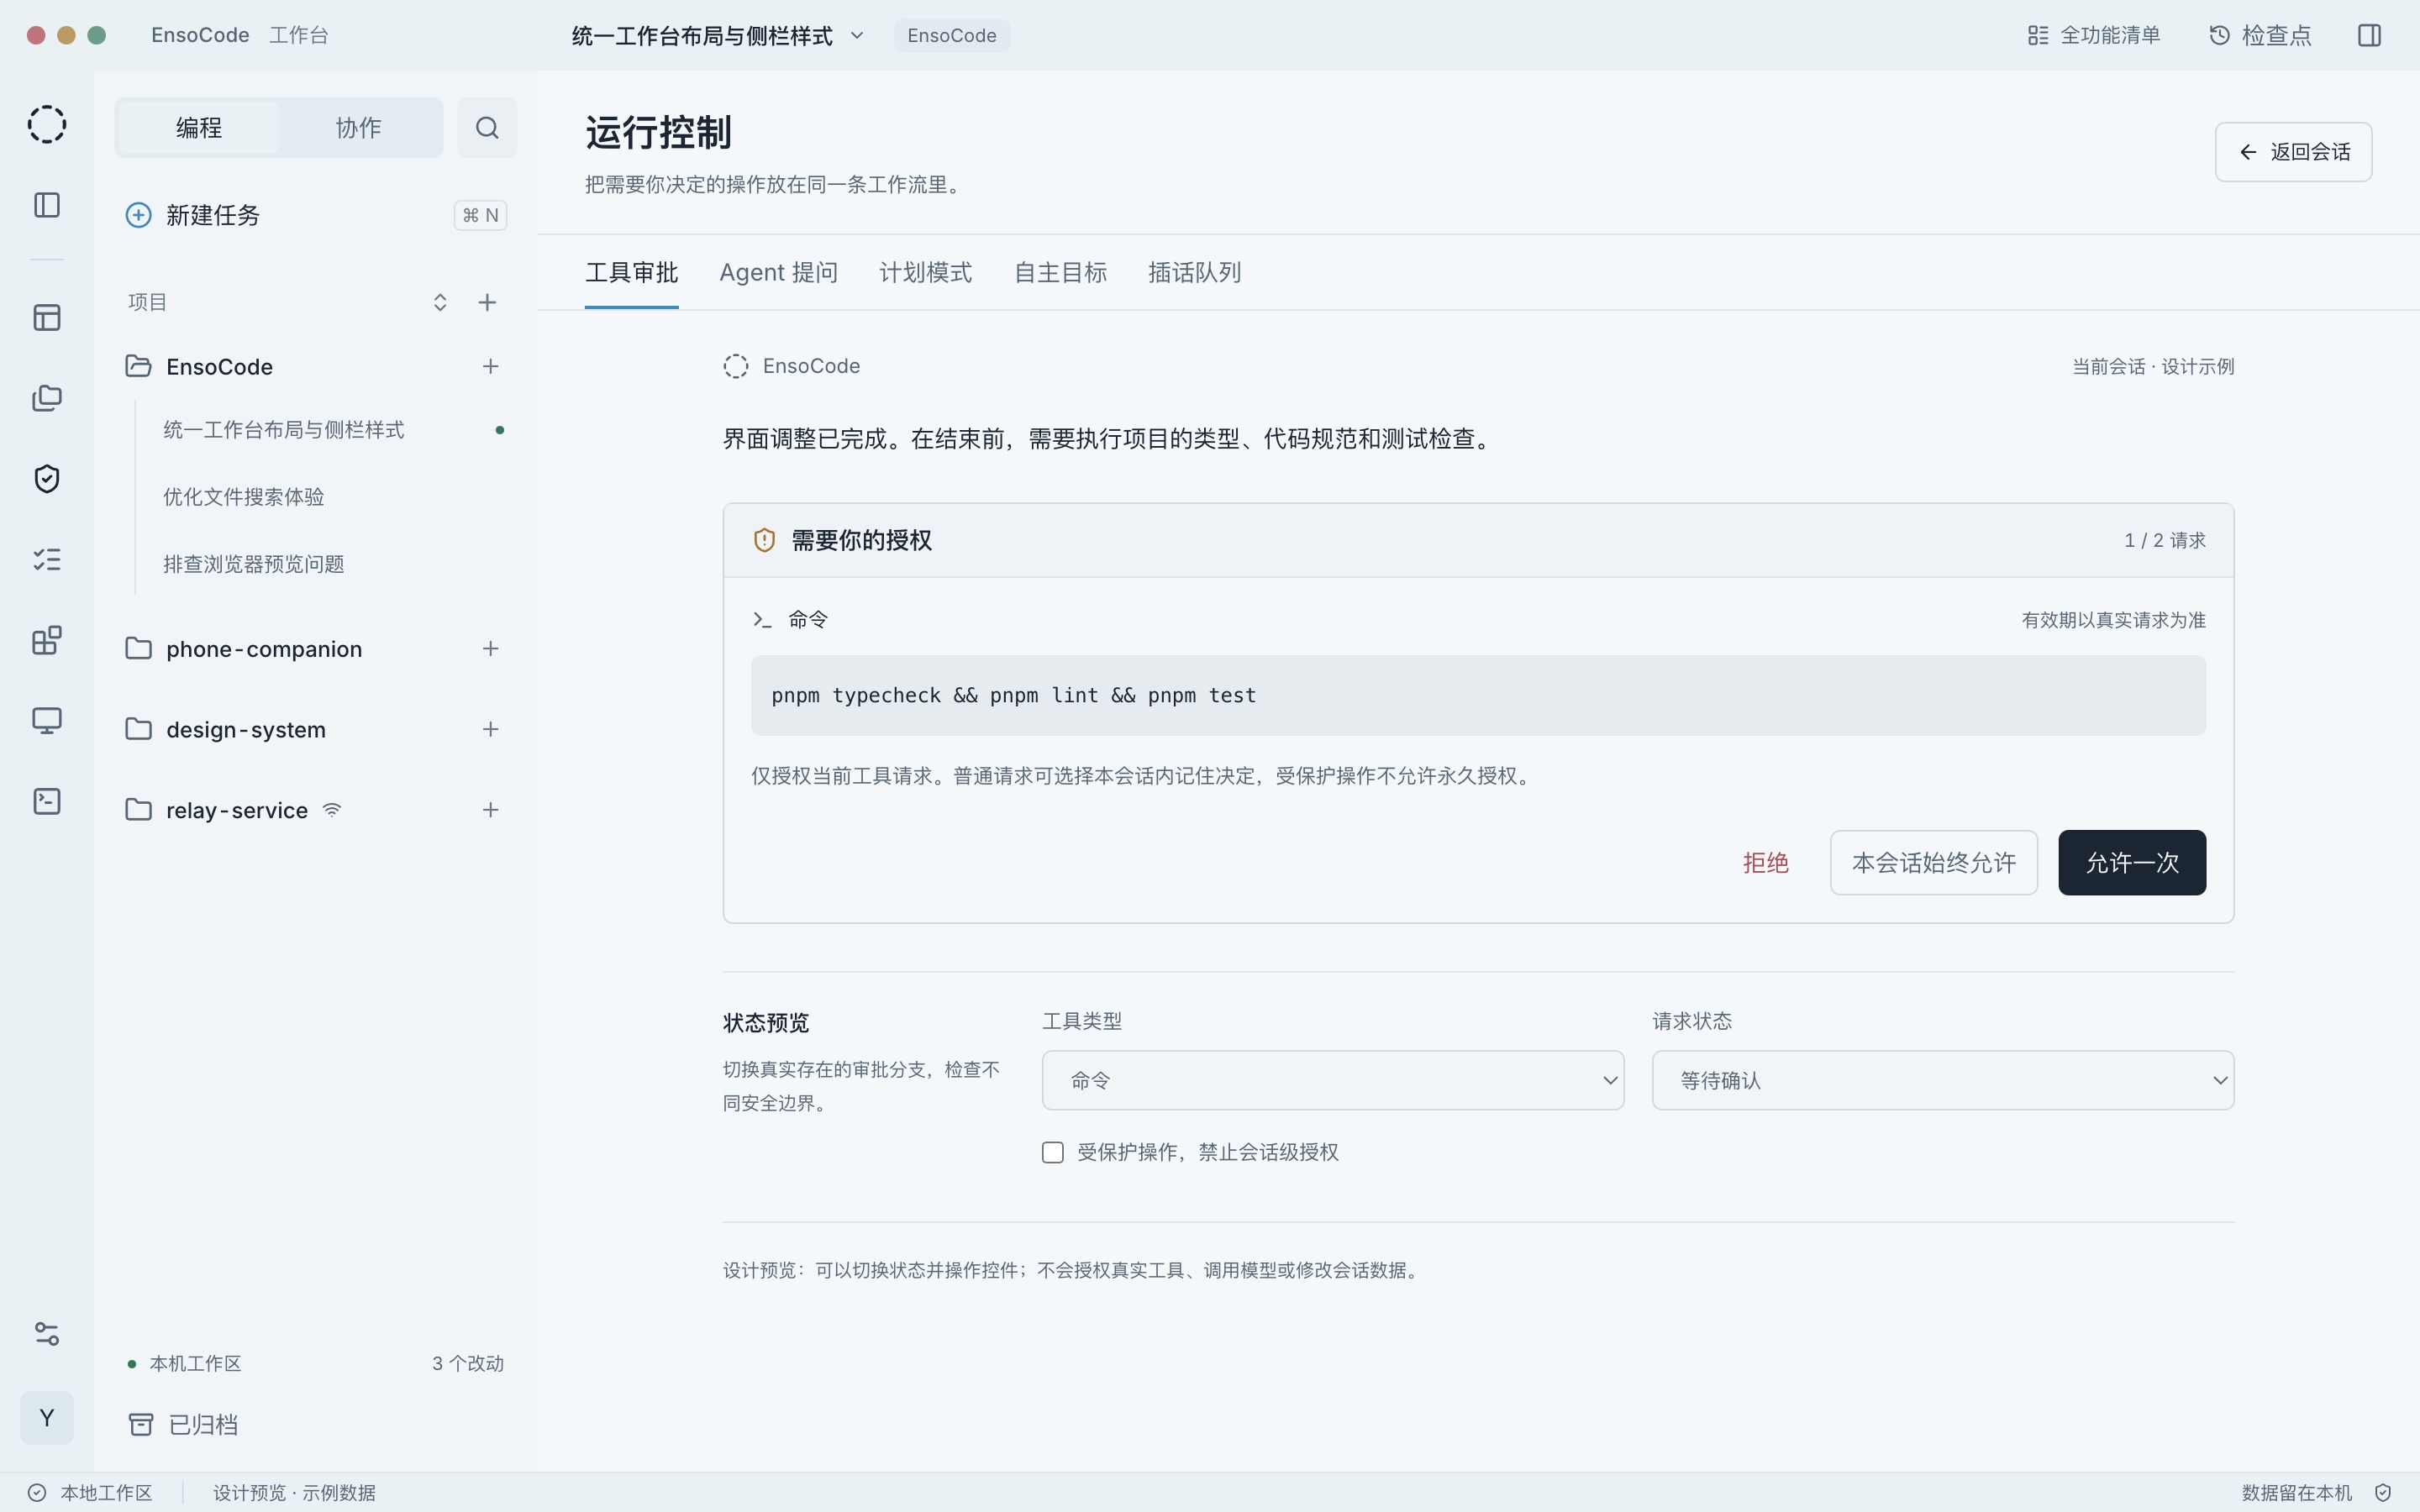 EnsoCode 工作台
统一工作台布局与侧栏样式
EnsoCode
全功能清单
检查点
编程
协作
新建任务
⌘ N
项目
EnsoCode
统一工作台布局与侧栏样式
优化文件搜索体验
排查浏览器预览问题
phone-companion
design-system
relay-service
本机工作区
3 个改动
Y
已归档
运行控制
把需要你决定的操作放在同一条工作流里。
返回会话
工具审批
Agent 提问
计划模式
自主目标
插话队列
EnsoCode
当前会话 · 设计示例
界面调整已完成。在结束前，需要执行项目的类型、代码规范和测试检查。
需要你的授权
1 / 2 请求
命令
有效期以真实请求为准
pnpm typecheck && pnpm lint && pnpm test
仅授权当前工具请求。普通请求可选择本会话内记住决定，受保护操作不允许永久授权。
拒绝
本会话始终允许
允许一次
状态预览
切换真实存在的审批分支，检查不
同安全边界。
工具类型
命令
请求状态
等待确认
受保护操作，禁止会话级授权
设计预览：可以切换状态并操作控件；不会授权真实工具、调用模型或修改会话数据。
本地工作区
设计预览 · 示例数据
数据留在本机